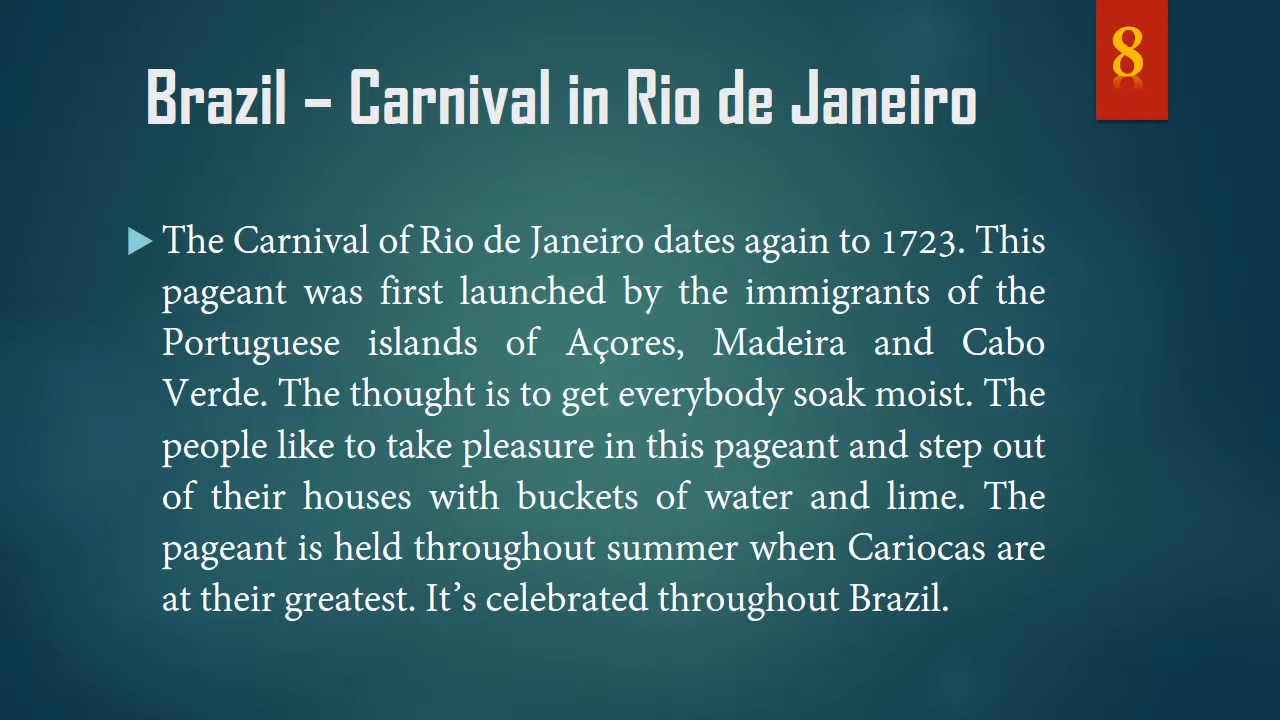 8
Brazil – Carnival in Rio de Janeiro
The Carnival of Rio de Janeiro dates again to 1723. This
pageant was first launched by the immigrants of the
Portuguese islands of Açores, Madeira and Cabo
Verde. The thought is to get everybody soak moist. The
people like to take pleasure in this pageant and step out
of their houses with buckets of water and lime. The
pageant is held throughout summer when Cariocas are
at their greatest. It’s celebrated throughout Brazil.